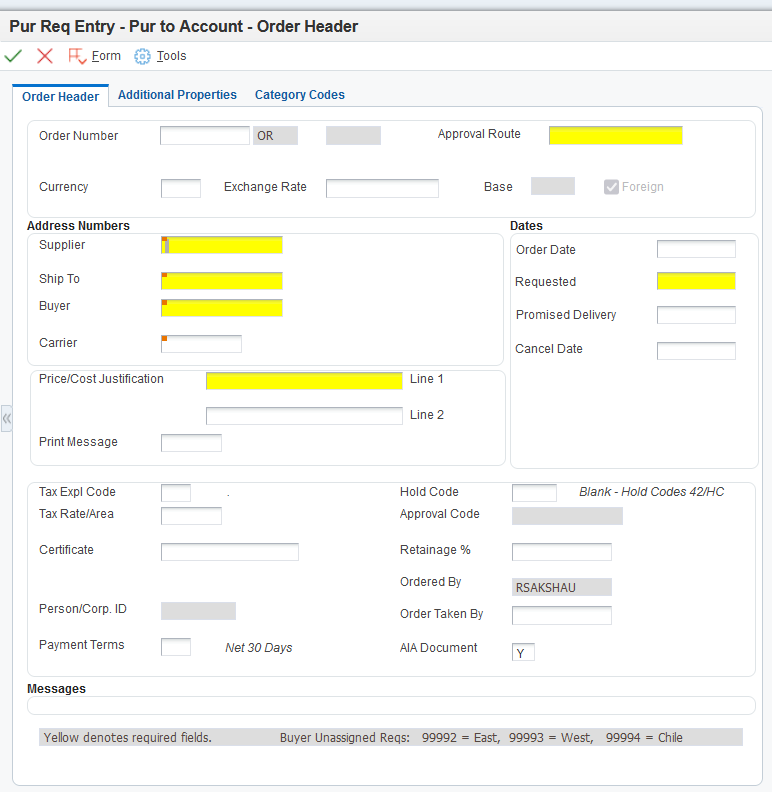 Pur Req Entry - Pur to Account - Order Header
Form Tools
Order Header Additional Properties Category Codes
Order Number OR Approval Route
Currency Exchange Rate Base Foreign
Address Numbers Dates
Supplier Order Date
Ship To Requested
Buyer Promised Delivery
Carrier Cancel Date
Price/Cost Justification Line 1
Line 2
Print Message
Tax Expl Code . Hold Code Blank - Hold Codes 42/HC
Tax Rate/Area Approval Code
Certificate Retainage %
Ordered By RSAKSHAU
Person/Corp. ID Order Taken By
Payment Terms Net 30 Days AIA Document Y
Messages
Yellow denotes required fields. Buyer Unassigned Reqs: 99992 = East, 99993 = West, 99994 = Chile